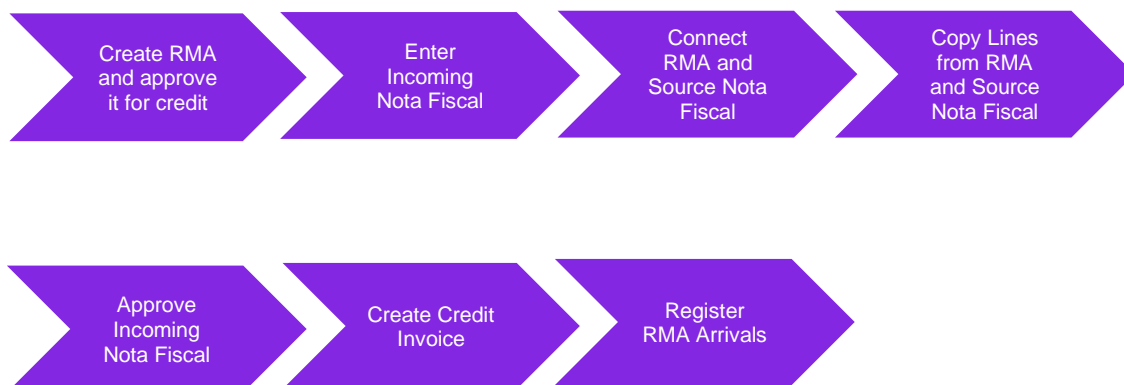 Create RMA
and approve
it for credit
Enter
Incoming
Nota Fiscal
Connect
RMA and
Source Nota
Fiscal
Copy Lines
from RMA
and Source
Nota Fiscal
Approve
Incoming
Nota Fiscal
Create Credit
Invoice
Register
RMA Arrivals